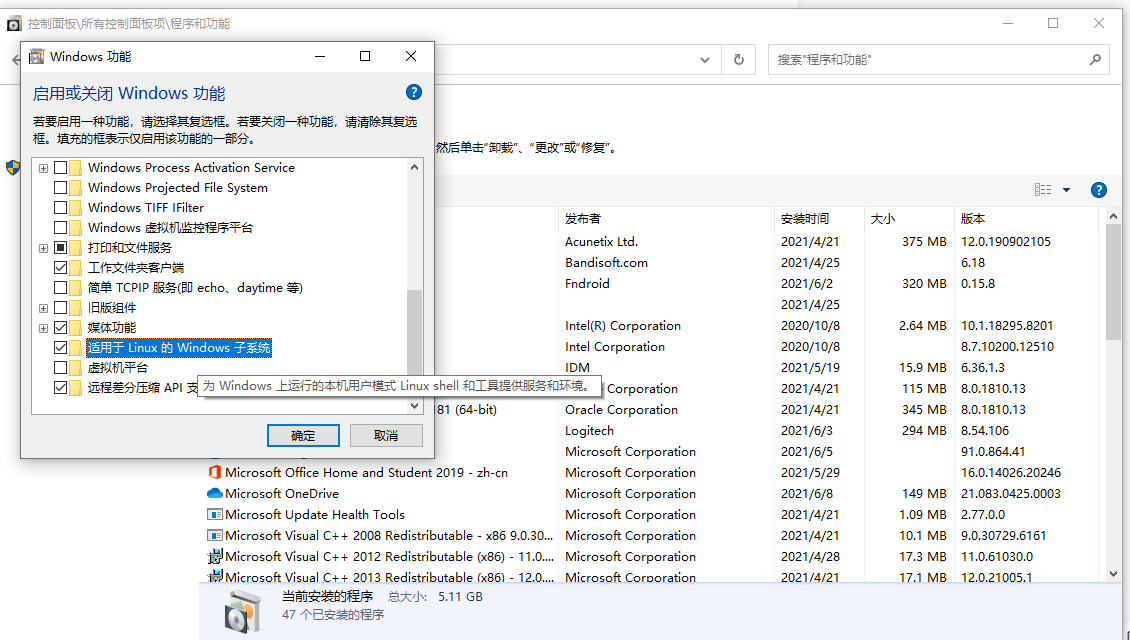 控制面板\所有控制面板项\程序和功能
搜索"程序和功能"
Windows 功能
启用或关闭 Windows 功能
若要启用一种功能，请选择其复选框。若要关闭一种功能，请清除其复选
框。填充的框表示仅启用该功能的一部分。
Windows Process Activation Service
Windows Projected File System
Windows TIFF IFilter
Windows 虚拟机监控程序平台
打印和文件服务
工作文件夹客户端
简单 TCPIP 服务(即 echo、daytime 等)
旧版组件
媒体功能
适用于 Linux 的 Windows 子系统
虚拟机平台
远程差分压缩 API 支
为 Windows 上运行的本机用户模式 Linux shell 和工具提供服务和环境。
确定
取消
然后单击"卸载"、"更改"或"修复"。
发布者 安装时间 大小 版本
Acunetix Ltd. 2021/4/21 375 MB 12.0.190902105
Bandisoft.com 2021/4/25 6.18
Fndroid 2021/6/2 320 MB 0.15.8
2021/4/25
Intel(R) Corporation 2020/10/8 2.64 MB 10.1.18295.8201
Intel Corporation 2020/10/8 8.7.10200.12510
IDM 2021/5/19 15.9 MB 6.36.1.3
Corporation 2021/4/21 115 MB 8.0.1810.13
81 (64-bit) Oracle Corporation 2021/4/21 345 MB 8.0.1810.13
Logitech 2021/6/3 294 MB 8.54.106
Microsoft Corporation 2021/6/5 91.0.864.41
Microsoft Office Home and Student 2019 - zh-cn Microsoft Corporation 2021/5/29 16.0.14026.20246
Microsoft OneDrive Microsoft Corporation 2021/6/8 149 MB 21.083.0425.0003
Microsoft Update Health Tools Microsoft Corporation 2021/4/21 1.09 MB 2.77.0.0
Microsoft Visual C++ 2008 Redistributable - x86 9.0.30... Microsoft Corporation 2021/4/21 10.1 MB 9.0.30729.6161
Microsoft Visual C++ 2012 Redistributable (x86) - 11.0.... Microsoft Corporation 2021/4/28 17.3 MB 11.0.61030.0
Microsoft Visual C++ 2013 Redistributable (x86) - 12.0.... Microsoft Corporation 2021/4/21 17.1 MB 12.0.21005.1
当前安装的程序 总大小: 5.11 GB
47 个已安装的程序